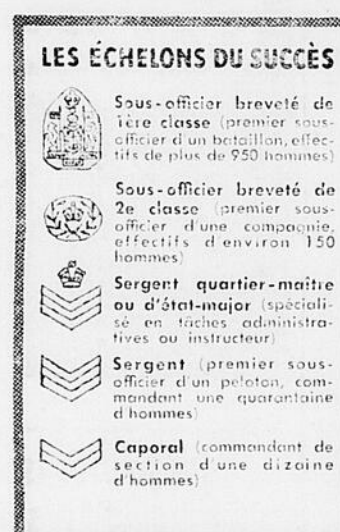 LES ÉCHELONS DU SUCCÈS
Sous-officier breveté de
1ère classe (premier sous-
officier d'un bataillon, effec-
tifs de plus de 950 hommes)
Sous-officier breveté de
2e classe (premier sous-
officier d'une compagnie,
effectifs d'environ 150
hommes)
Sergent quartier-maître
ou d'état-major (spéciali-
sé en tâches administra-
tives ou instructeur)
Sergent (premier sous-
officier d'un peloton, com-
mandant une quarantaine
d'hommes)
Caporal (commandant de
section d'une dizaine
d'hommes)